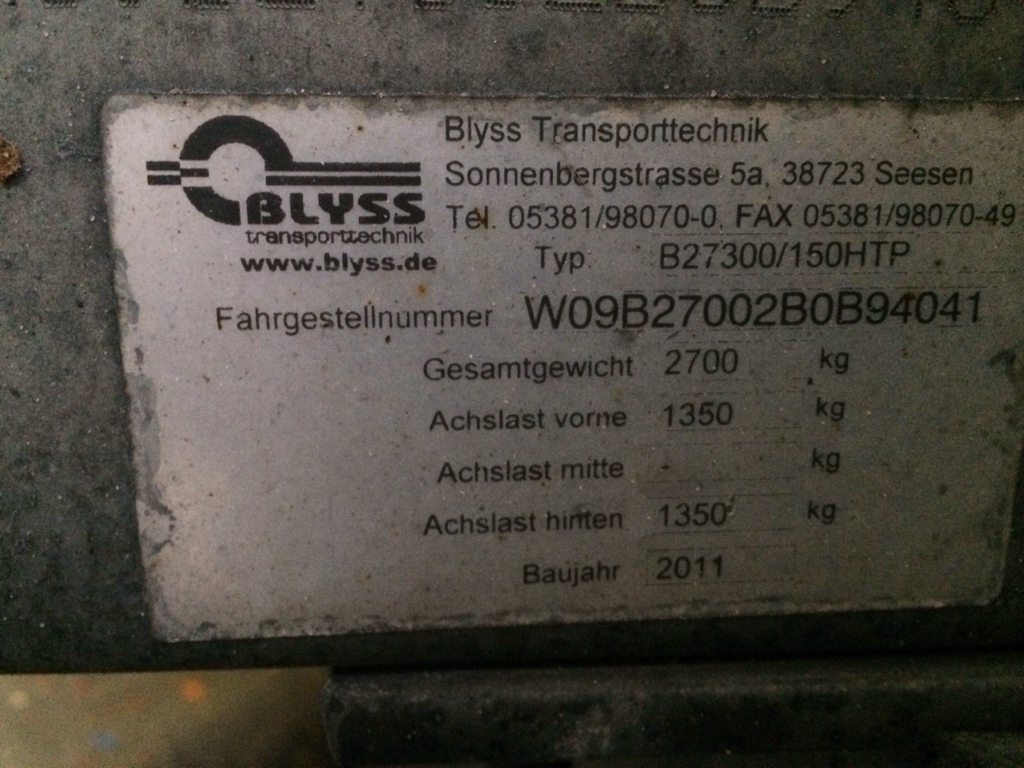 Blyss Transporttechnik
Sonnenbergstrasse 5a, 38723 Seesen
Tel. 05381/98070-0, FAX 05381/98070-49
BLYSS
transporttechnik
www.blyss.de
Typ: B27300/150HTP
Fahrgestellnummer W09B27002B0B94041
Gesamtgewicht 2700 kg
Achslast vorne 1350 kg
Achslast mitte - kg
Achslast hinten 1350 kg
Baujahr 2011